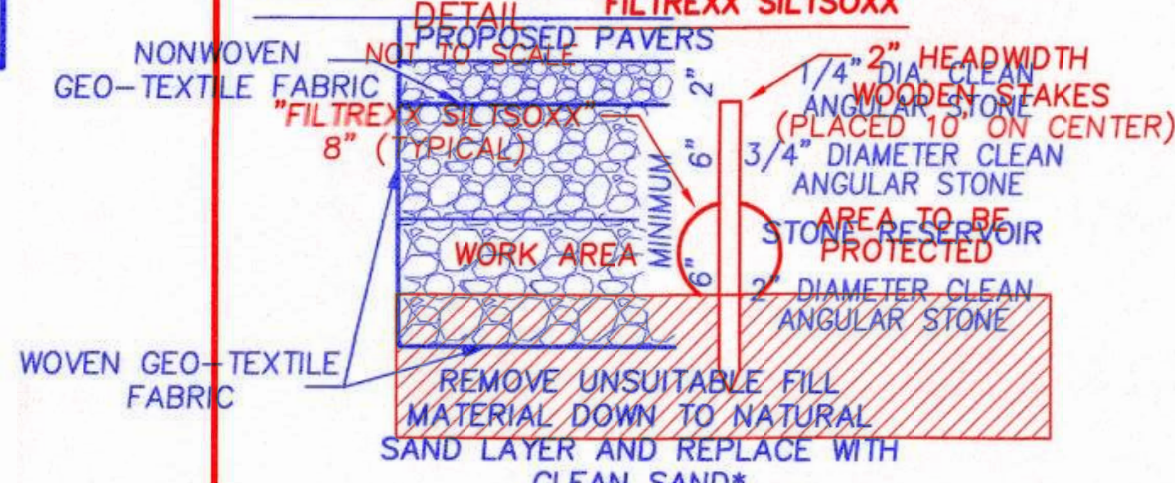 FILTREXX SILTSOXX
DETAIL
PROPOSED PAVERS
NOT TO SCALE
NONWOVEN
GEO-TEXTILE FABRIC
2"
2" HEADWIDTH
WOODEN STAKES
(PLACED 10' ON CENTER)
1/4" DIA. CLEAN
ANGULAR STONE
"FILTREXX SILTSOXX"
8" (TYPICAL)
6"
3/4" DIAMETER CLEAN
ANGULAR STONE
MINIMUM
AREA TO BE
PROTECTED
STONE RESERVOIR
WORK AREA
6"
2" DIAMETER CLEAN
ANGULAR STONE
WOVEN GEO-TEXTILE
FABRIC
REMOVE UNSUITABLE FILL
MATERIAL DOWN TO NATURAL
SAND LAYER AND REPLACE WITH
CLEAN SAND*